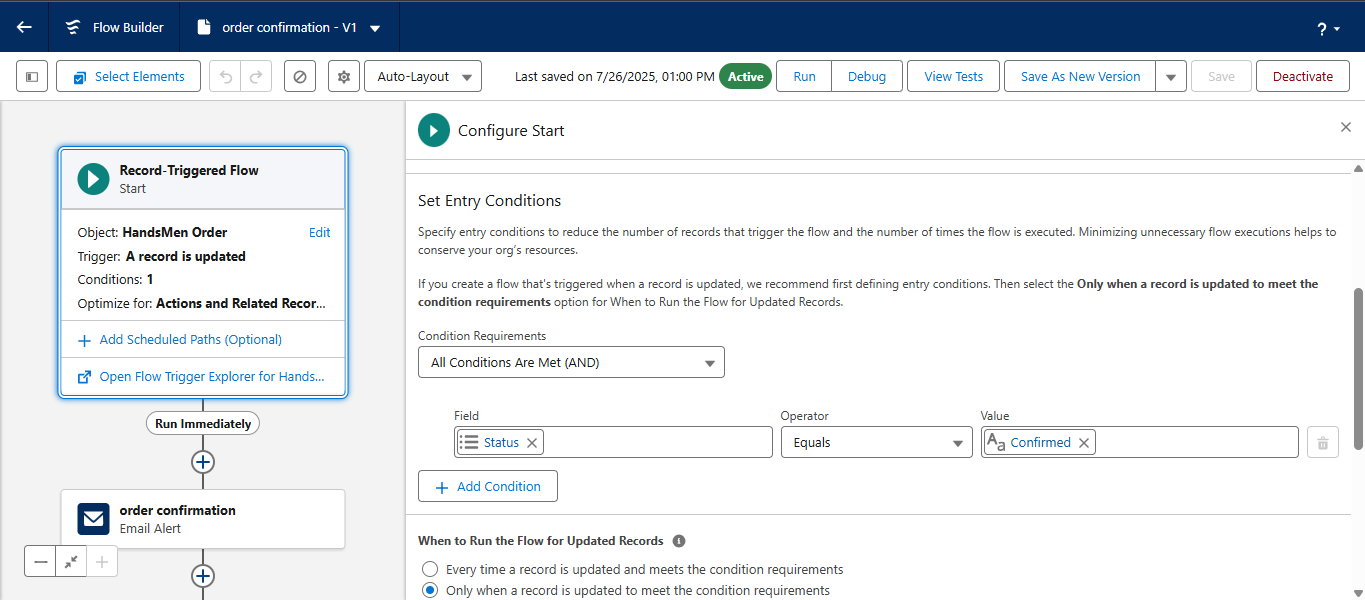 Flow Builder
order confirmation - V1
?
Select Elements
Auto-Layout
Last saved on 7/26/2025, 01:00 PM
Active
Run
Debug
View Tests
Save As New Version
Save
Deactivate
Record-Triggered Flow
Start
Object: HandsMen Order
Edit
Trigger: A record is updated
Conditions: 1
Optimize for: Actions and Related Recor...
Add Scheduled Paths (Optional)
Open Flow Trigger Explorer for Hands...
Run Immediately
order confirmation
Email Alert
Configure Start
Set Entry Conditions
Specify entry conditions to reduce the number of records that trigger the flow and the number of times the flow is executed. Minimizing unnecessary flow executions helps to
conserve your org's resources.
If you create a flow that's triggered when a record is updated, we recommend first defining entry conditions. Then select the Only when a record is updated to meet the
condition requirements option for When to Run the Flow for Updated Records.
Condition Requirements
All Conditions Are Met (AND)
Field
Operator
Value
Status
Equals
Aa Confirmed
Add Condition
When to Run the Flow for Updated Records
Every time a record is updated and meets the condition requirements
Only when a record is updated to meet the condition requirements